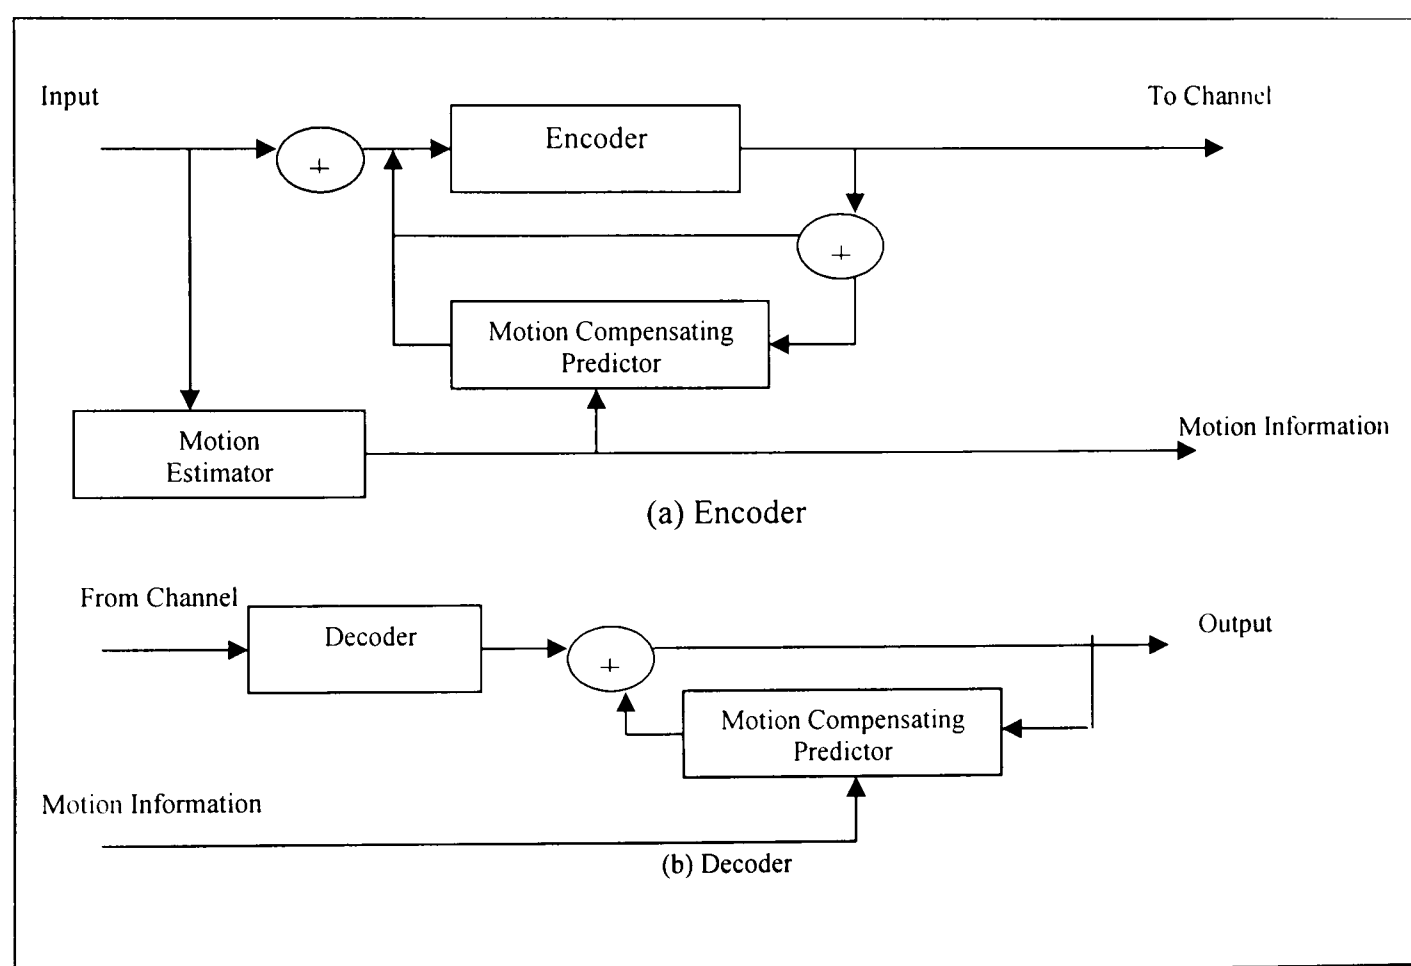 Input
To Channel
Encoder
+
+
Motion Compensating
Predictor
Motion Information
Motion
Estimator
(a) Encoder
From Channel
Decoder
Output
+
Motion Compensating
Predictor
Motion Information
(b) Decoder